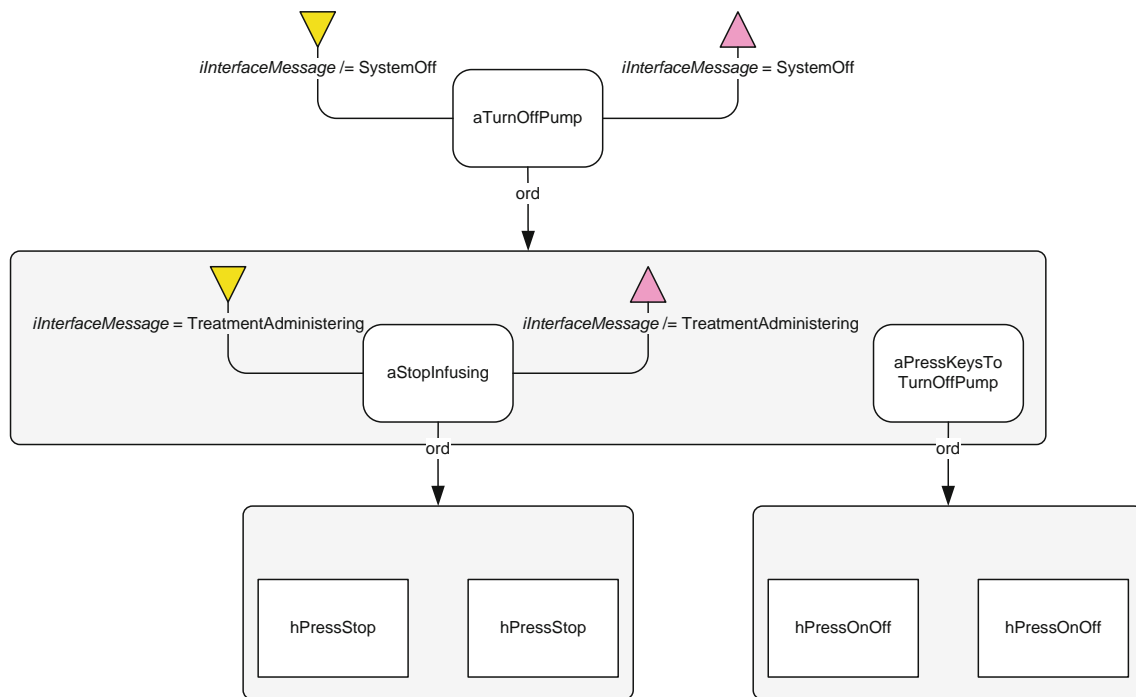 iInterfaceMessage /= SystemOff
iInterfaceMessage = SystemOff
aTurnOffPump
ord
iInterfaceMessage = TreatmentAdministering
iInterfaceMessage /= TreatmentAdministering
aStopInfusing
aPressKeysTo
TurnOffPump
ord
ord
hPressStop
hPressStop
hPressOnOff
hPressOnOff